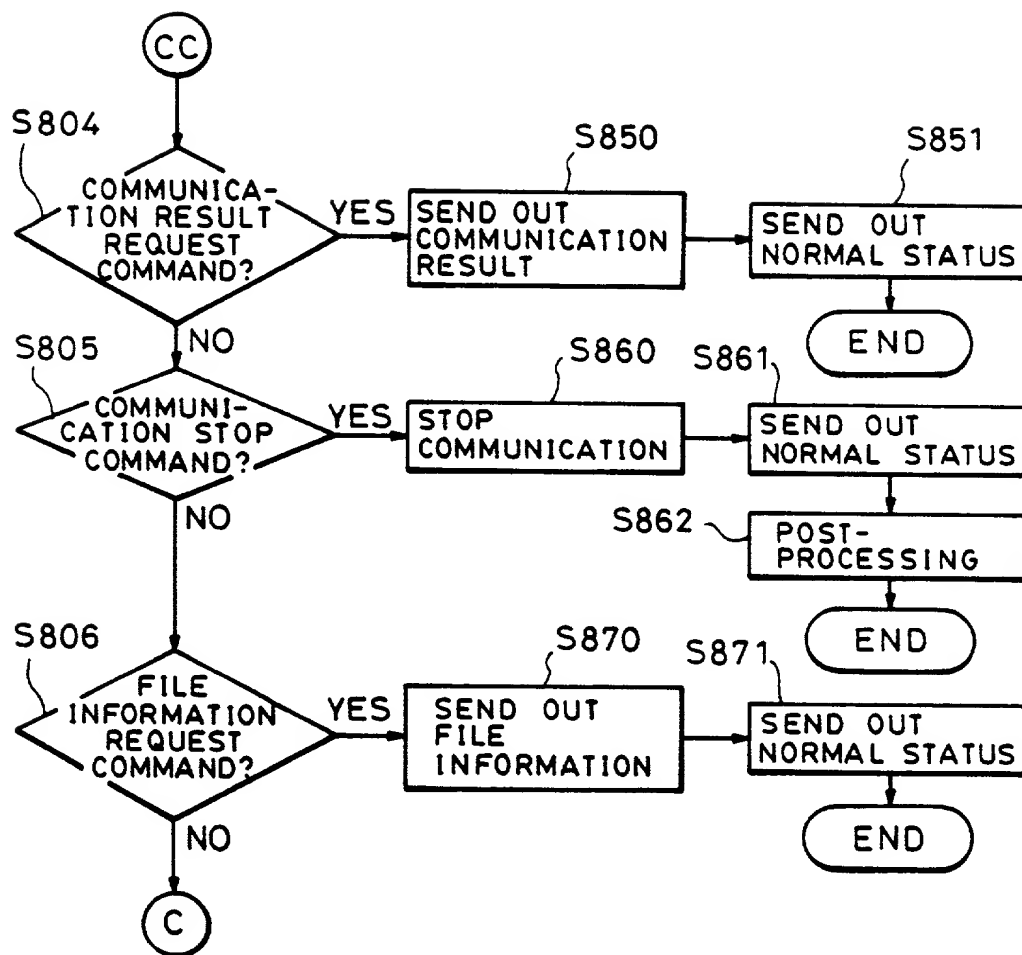 CC
S804
COMMUNICA-
TION RESULT
REQUEST
COMMAND?
YES
S850
SEND OUT
COMMUNICATION
RESULT
S851
SEND OUT
NORMAL STATUS
END
NO
S805
COMMUNI-
CATION STOP
COMMAND?
YES
S860
STOP
COMMUNICATION
S861
SEND OUT
NORMAL STATUS
S862
POST-
PROCESSING
END
NO
S806
FILE
INFORMATION
REQUEST
COMMAND?
YES
S870
SEND OUT
FILE
INFORMATION
S871
SEND OUT
NORMAL STATUS
END
NO
C